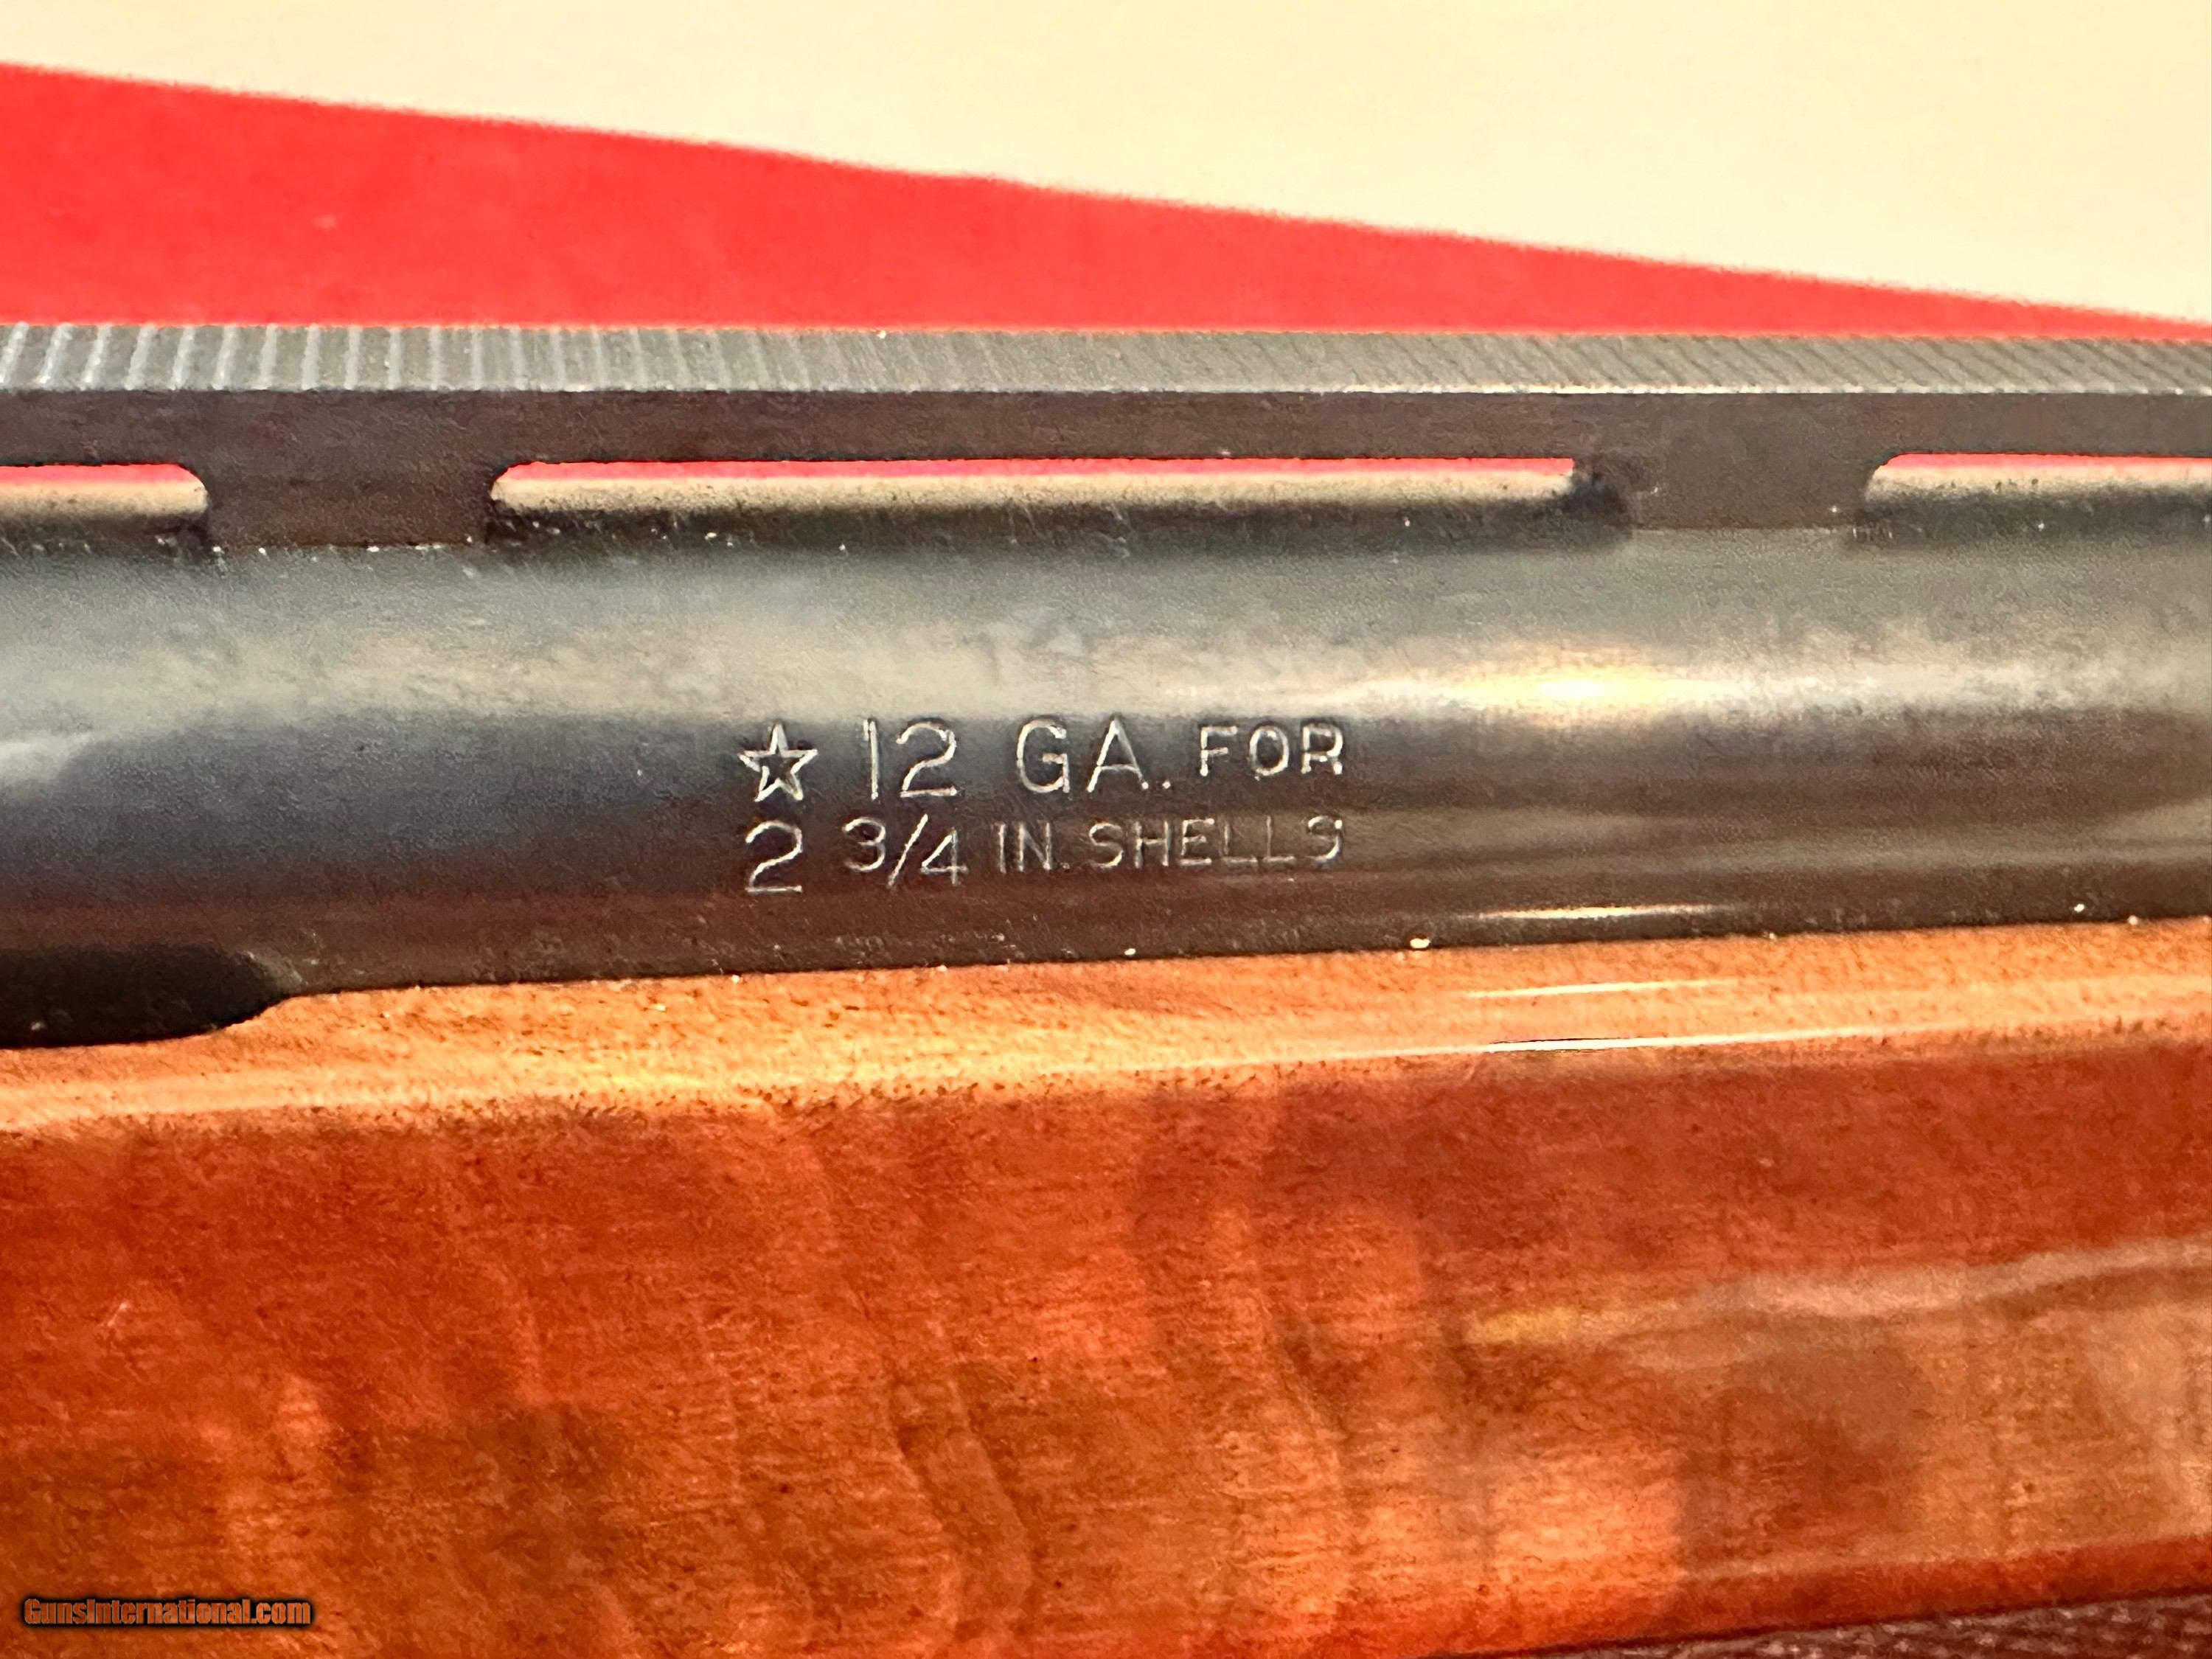 ☆ 12 GA. FOR
2 3/4 IN. SHELLS
GunsInternational.com